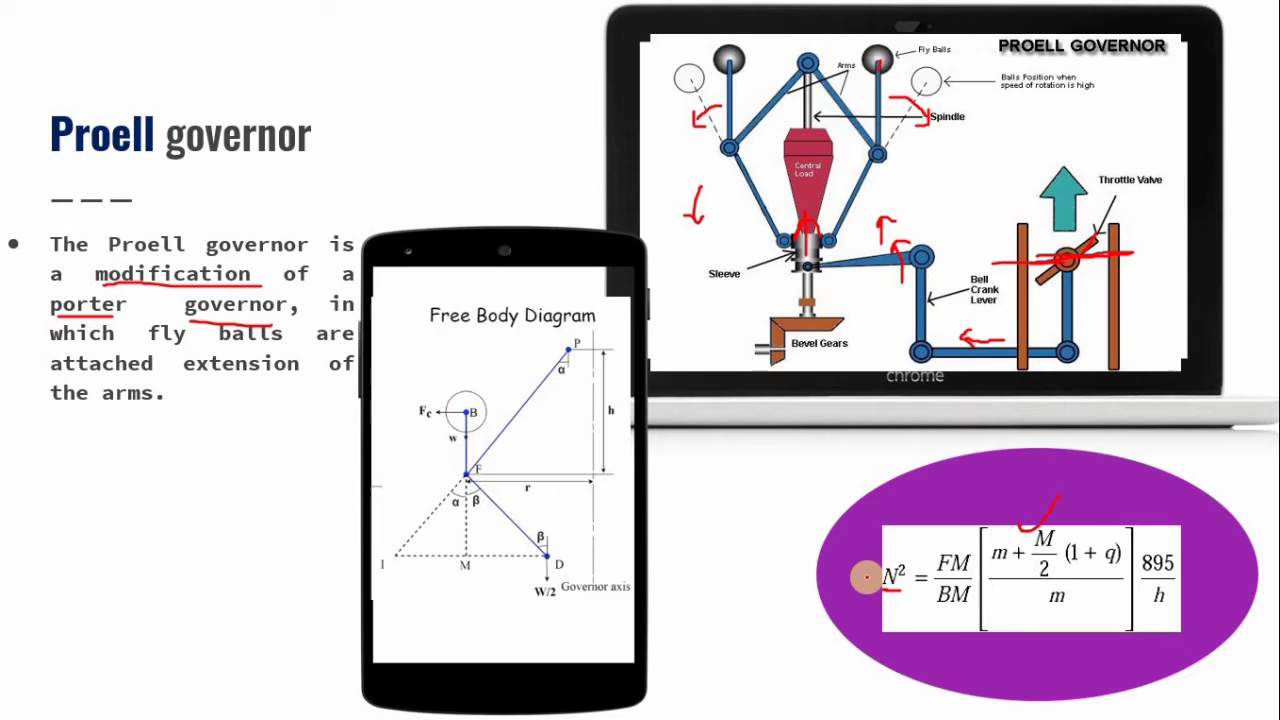 Proell governor
● The Proell governor is
a modification of a
porter governor, in
which fly balls are
attached extension of
the arms.
PROELL GOVERNOR
Fly Balls
Arms
Balls Position when
speed of rotation is high
Spindle
Central
Load
Throttle Valve
Sleeve
Bell
Crank
Lever
Bevel Gears
chrome
Free Body Diagram
P
α
h
Fc
B
w
F
r
α
β
β
I
M
D
W/2
Governor axis
N² = FM/BM [(m + M/2 (1 + q))/m] 895/h